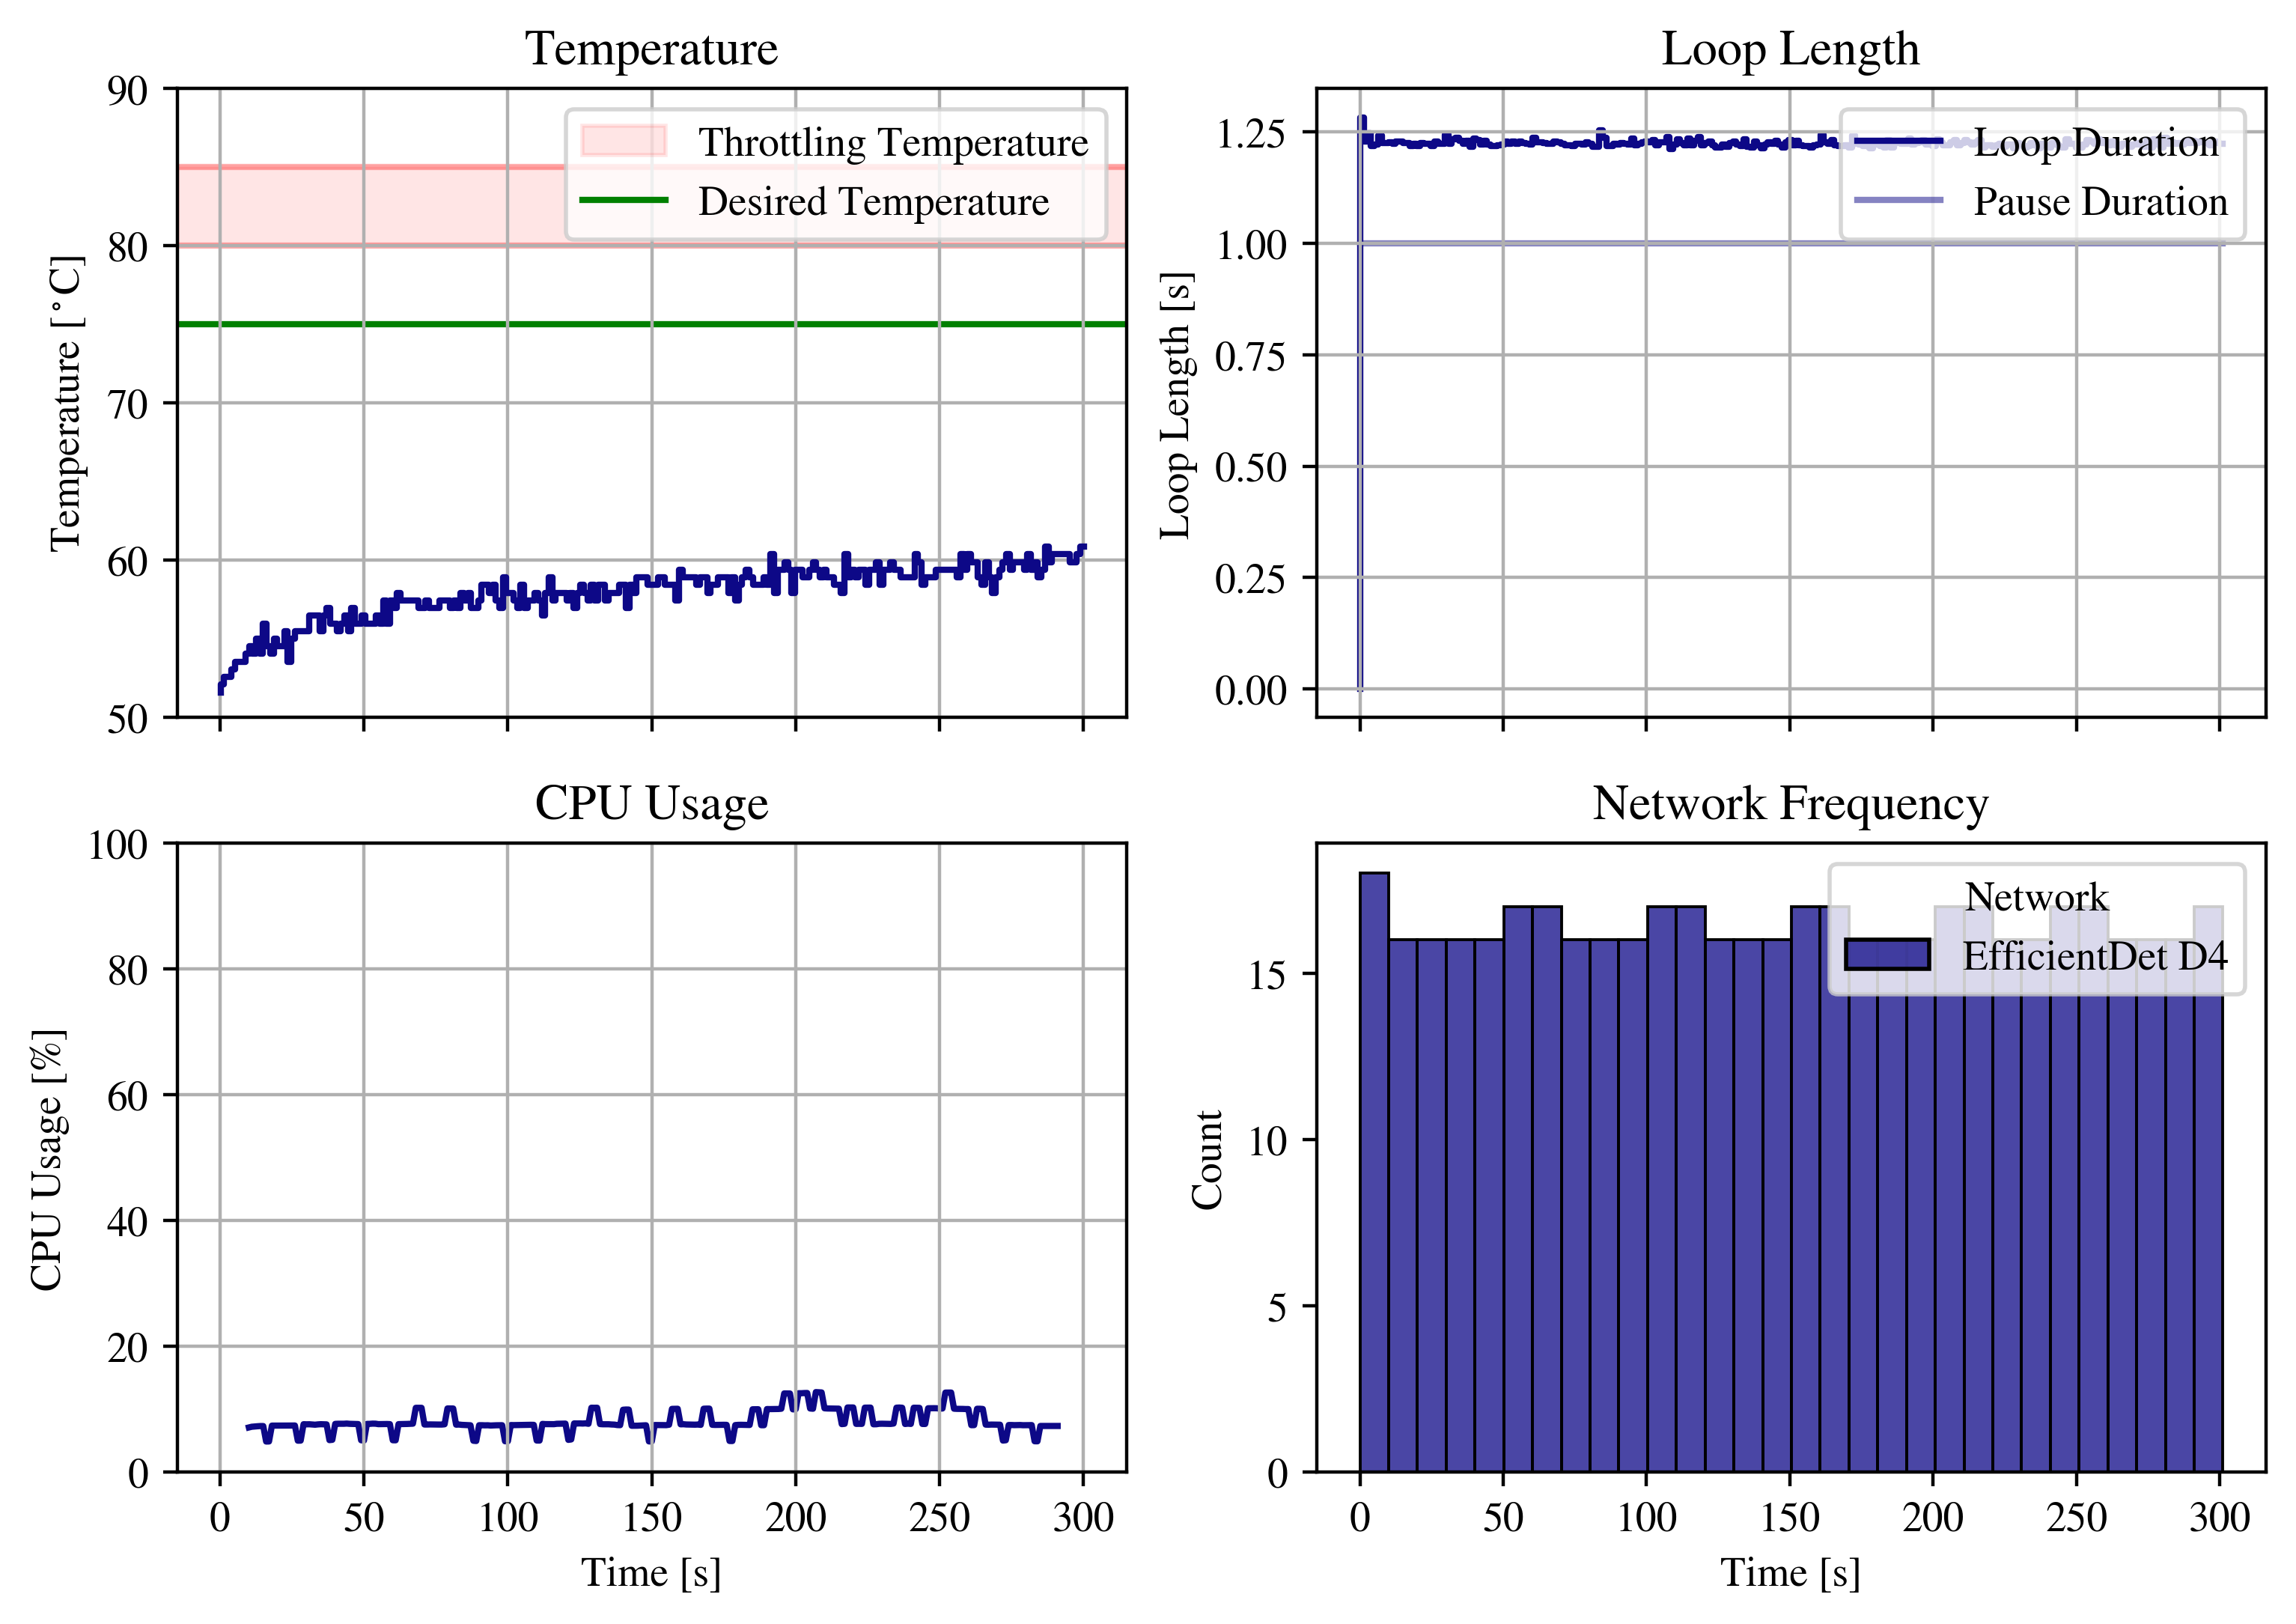 Temperature
90
80
70
60
50
Temperature [°C]
Throttling Temperature
Desired Temperature
Loop Length
1.25
1.00
0.75
0.50
0.25
0.00
Loop Length [s]
Loop Duration
Pause Duration
CPU Usage
100
80
60
40
20
0
CPU Usage [%]
0 50 100 150 200 250 300
Time [s]
Network Frequency
15
10
5
0
Count
Network
EfficientDet D4
0 50 100 150 200 250 300
Time [s]